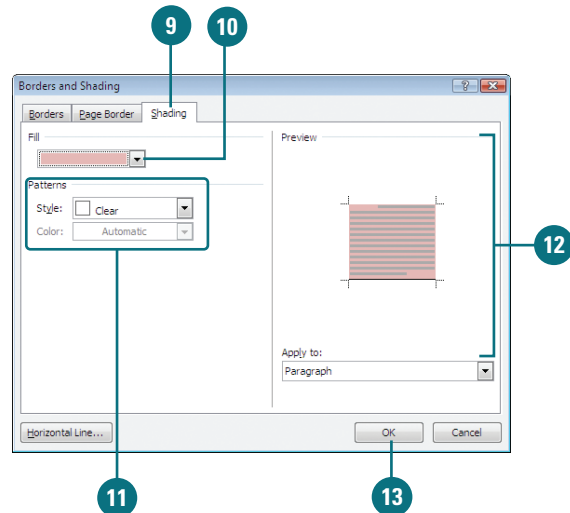 9 10
Borders and Shading
Borders Page Border Shading
Fill Preview
Patterns
Style: Clear
Color: Automatic
12
Apply to:
Paragraph
Horizontal Line... OK Cancel
11 13